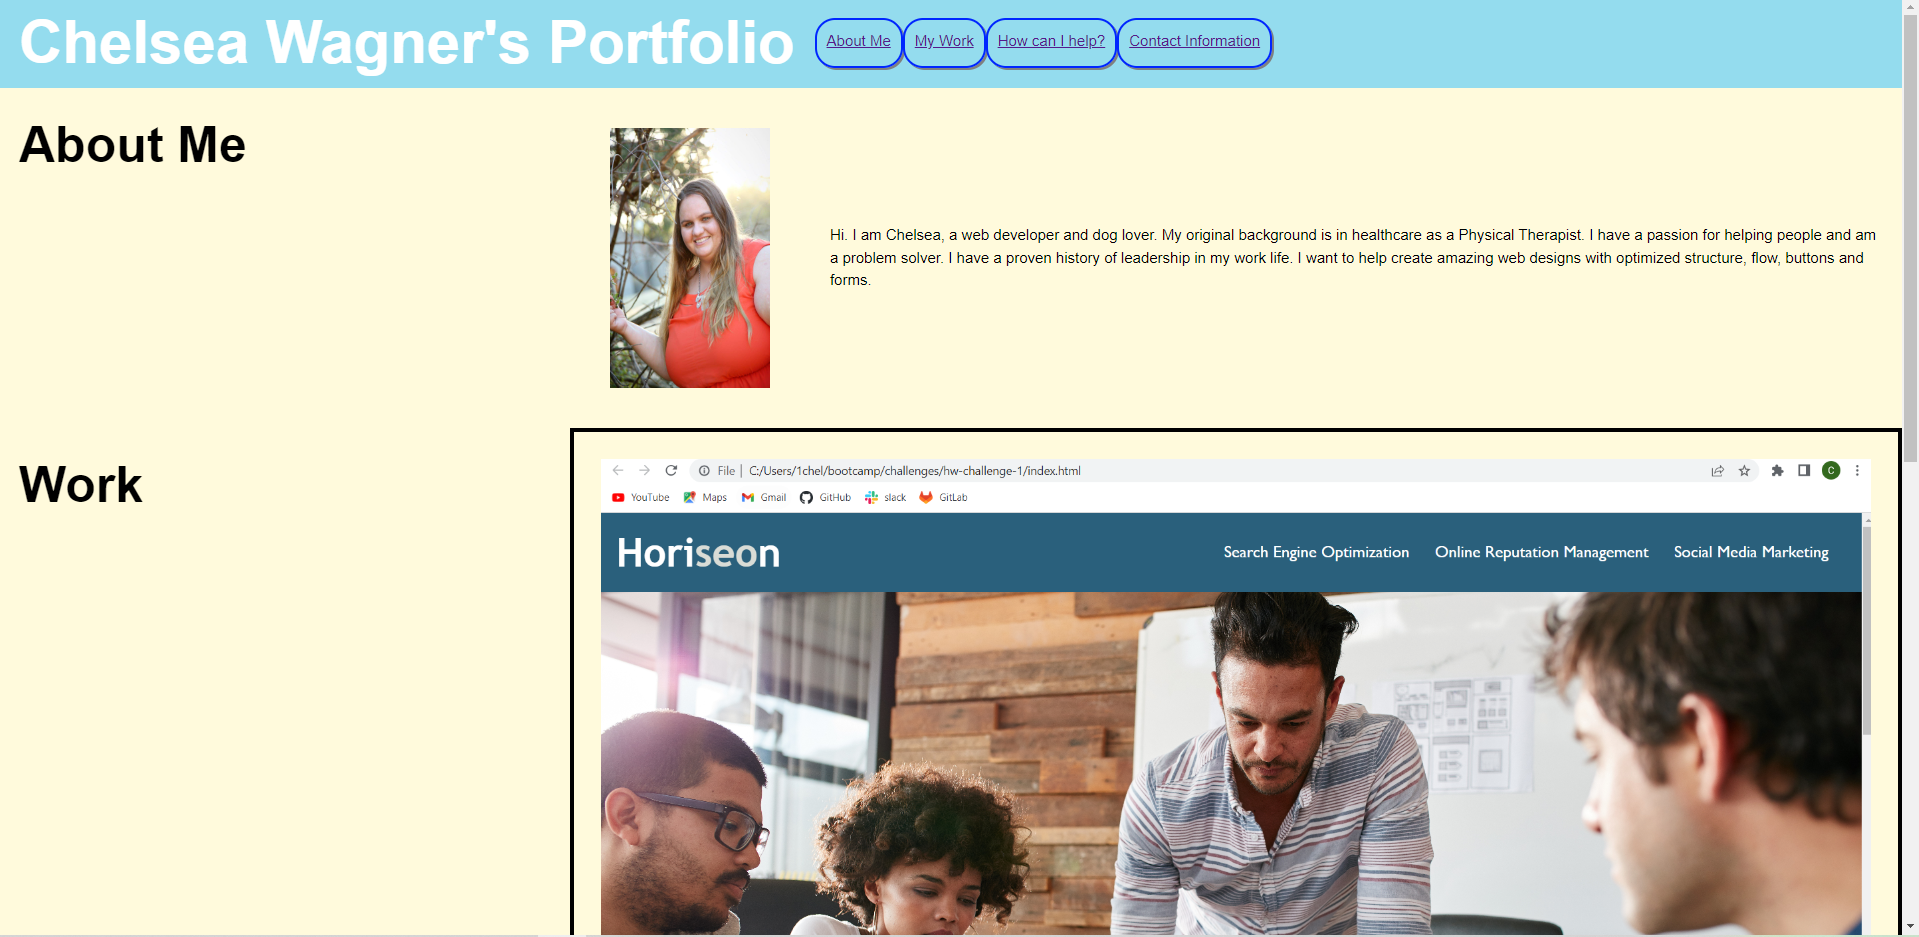 Chelsea Wagner's Portfolio About Me My Work How can I help? Contact Information
About Me
Hi. I am Chelsea, a web developer and dog lover. My original background is in healthcare as a Physical Therapist. I have a passion for helping people and am
a problem solver. I have a proven history of leadership in my work life. I want to help create amazing web designs with optimized structure, flow, buttons and
forms.
Work
File | C:/Users/1chel/bootcamp/challenges/hw-challenge-1/index.html C
YouTube Maps Gmail GitHub slack GitLab
Horiseon Search Engine Optimization Online Reputation Management Social Media Marketing